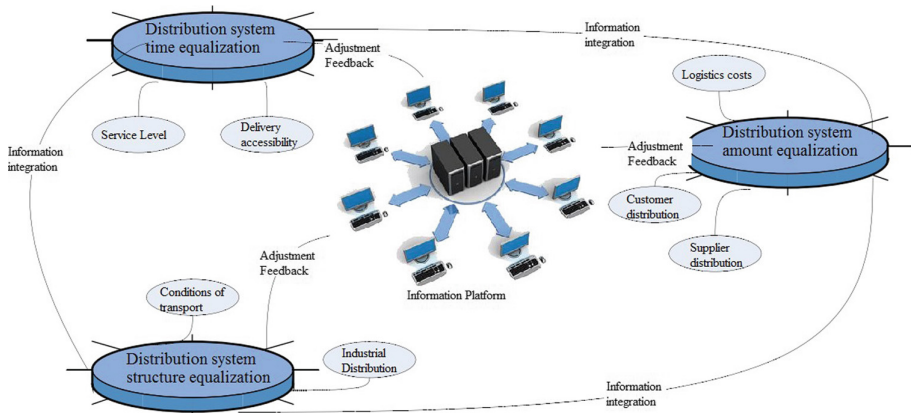 Distribution system
time equalization
Information
integration
Adjustment
Feedback
Logistics costs
Service Level
Delivery
accessibility
Distribution system
amount equalization
Adjustment
Feedback
Information
integration
Customer
distribution
Supplier
distribution
Adjustment
Feedback
Information Platform
Conditions of
transport
Distribution system
structure equalization
Industrial
Distribution
Information
integration